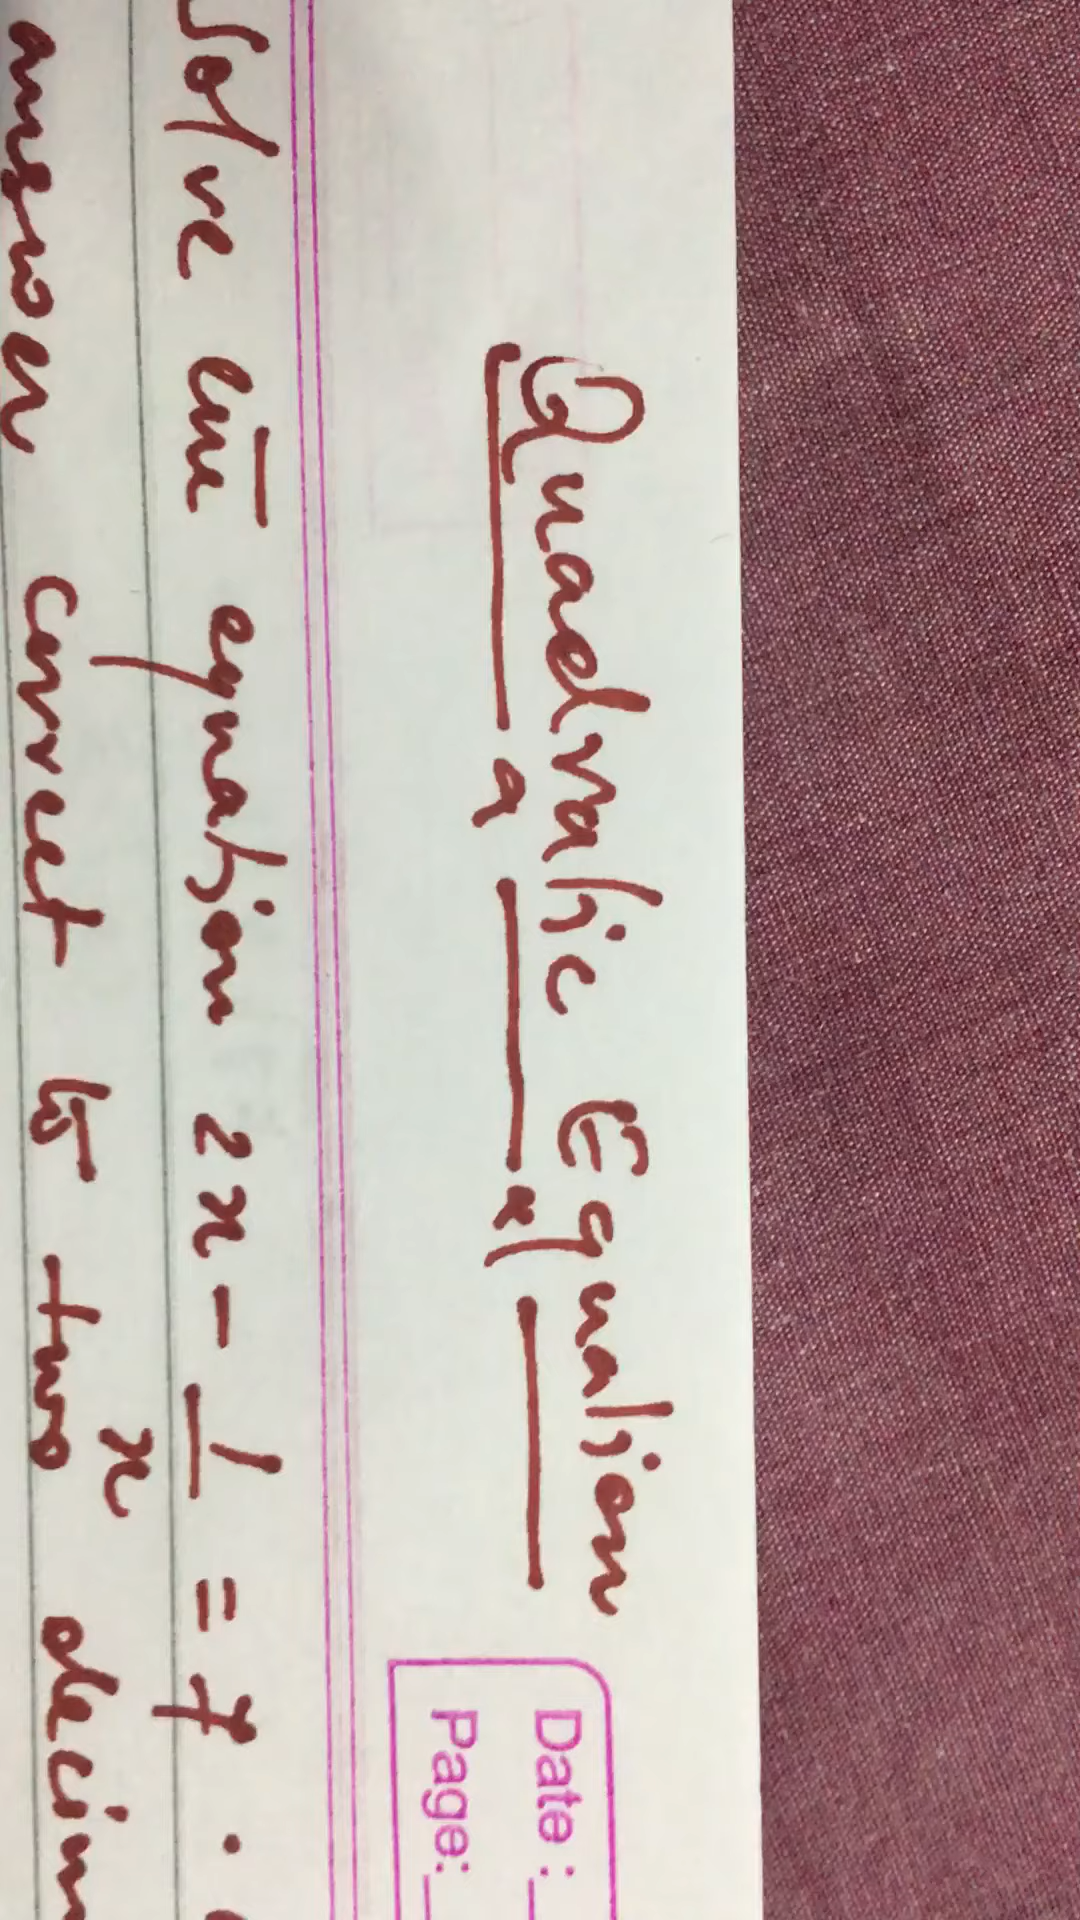 Quadratic Equation
Date :
Page:
Solve the equation 2x - 1/x = 7.
answer correct to two decim